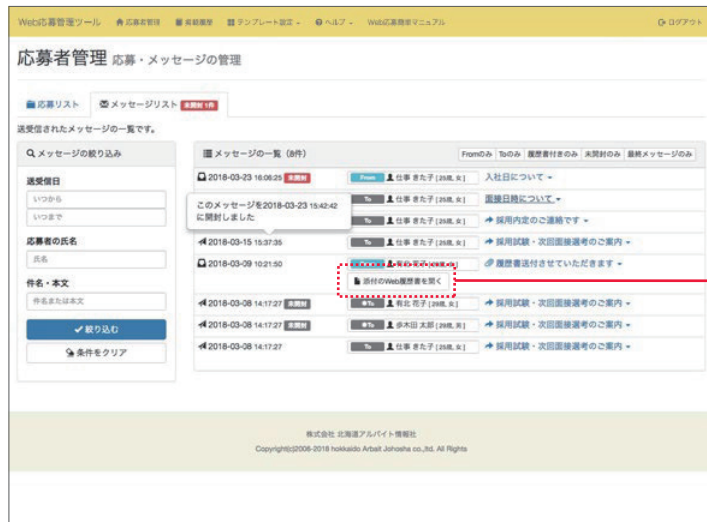 Web応募管理ツール 応募者管理 掲載履歴 テンプレート設定 ヘルプ Web応募簡単マニュアル ログアウト
応募者管理 応募・メッセージの管理
応募リスト メッセージリスト 未開封 1件
送受信されたメッセージの一覧です。
メッセージの絞り込み
送受信日
いつから
いつまで
応募者の氏名
氏名
件名・本文
件名または本文
絞り込む
条件をクリア
メッセージの一覧（8件） Fromのみ Toのみ 履歴書付きのみ 未開封のみ 最終メッセージのみ
2018-03-23 16:06:25 未開封 From 仕事 きた子 [25歳, 女] 入社日について
To 仕事 きた子 [25歳, 女] 面接日時について
このメッセージを2018-03-23 15:42:42
に開封しました
To 仕事 きた子 [25歳, 女] 採用内定のご連絡です
2018-03-15 15:37:35 To 仕事 きた子 [25歳, 女] 採用試験・次回面接選考のご案内
2018-03-09 10:21:50 有北 花子 履歴書送付させていただきます
添付のWeb履歴書を開く
2018-03-08 14:17:27 未開封 To 有北 花子 [29歳, 女] 採用試験・次回面接選考のご案内
2018-03-08 14:17:27 未開封 To 歩木田 太郎 [29歳, 男] 採用試験・次回面接選考のご案内
2018-03-08 14:17:27 To 仕事 きた子 [25歳, 女] 採用試験・次回面接選考のご案内
株式会社 北海道アルバイト情報社
Copyright(c)2006-2018 hokkaido Arbait Johosha co.,ltd. All Rights